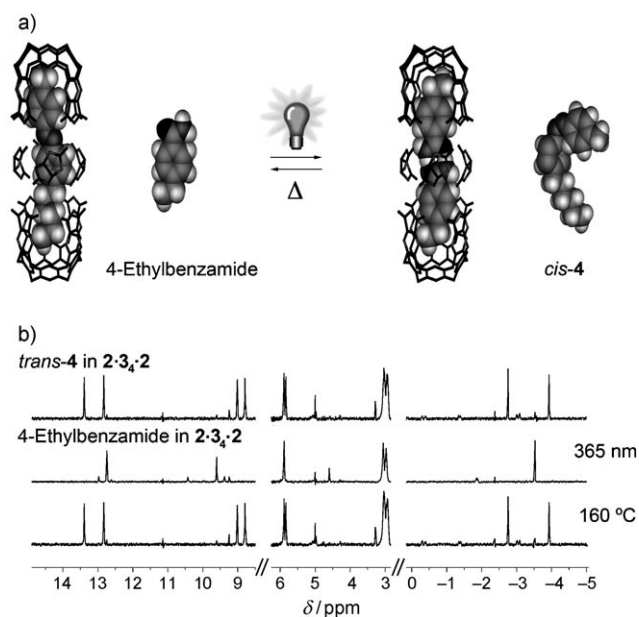 a)
Δ
4-Ethylbenzamide
cis-4
b)
trans-4 in 2·3₄·2
4-Ethylbenzamide in 2·3₄·2
365 nm
160 ºC
14 13 12 11 10 9 // 6 5 4 3 // 0 –1 –2 –3 –4 –5
δ / ppm